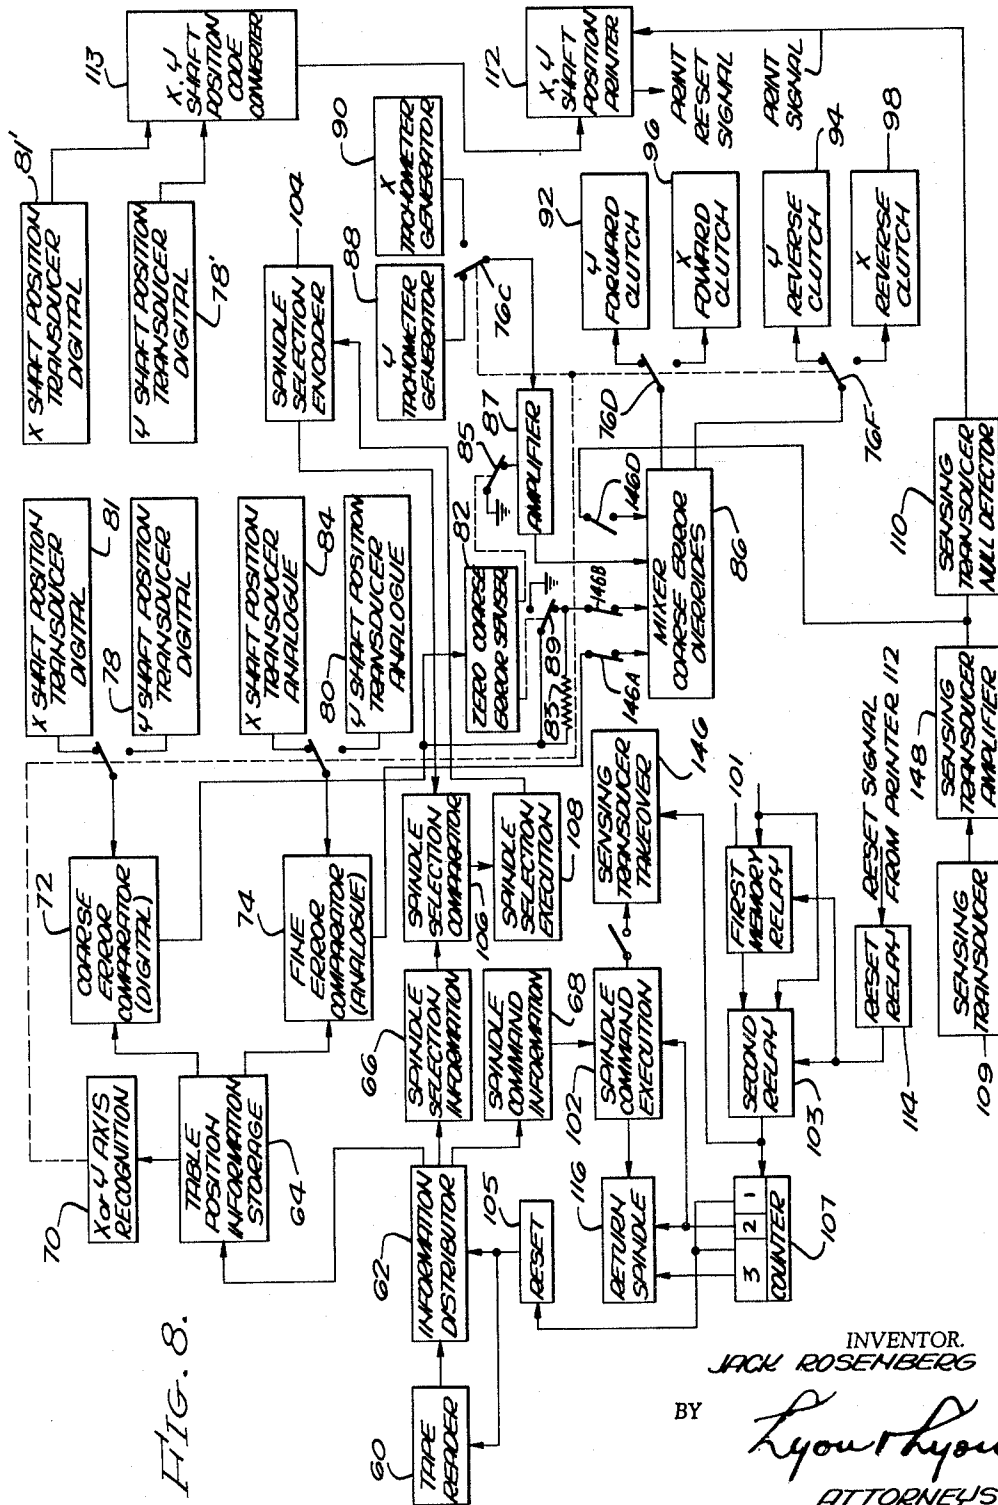 FIG. 8.
113
X, Y
SHAFT
POSITION
CODE
CONVERTER
112
X, Y
SHAFT
POSITION
PRINTER
PRINT
RESET
SIGNAL
PRINT
SIGNAL
81'
X SHAFT POSITION
TRANSDUCER
DIGITAL
Y SHAFT POSITION
TRANSDUCER
DIGITAL
78'
104
SPINDLE
SELECTION
ENCODER
90
X
TACHOMETER
GENERATOR
88
Y
TACHOMETER
GENERATOR
76C
92
Y
FORWARD
CLUTCH
96
X
FOWARD
CLUTCH
94
Y
REVERSE
CLUTCH
98
X
REVERSE
CLUTCH
76D
76F
X SHAFT POSITION
TRANSDUCER
DIGITAL
81
78
Y SHAFT POSITION
TRANSDUCER
DIGITAL
X SHAFT POSITION
TRANSDUCER
ANALOGUE
84
80
Y SHAFT POSITION
TRANSDUCER
ANALOGUE
82
ZERO COARSE
ERROR SENSER
85
87
AMPLIFIER
83
89
146A
146B
146D
MIXER
COARSE ERROR
OVERRIDES
86
110
SENSING
TRANSDUCER
NULL DETECTOR
72
COARSE
ERROR
COMPARATOR
(DIGITAL)
74
FINE
ERROR
COMPARATOR
(ANALOGUE)
SPINDLE
SELECTION
COMPARATOR
106
SPINDLE
SELECTION
EXECUTION
108
SENSING
TRANSDUCER
TAKEOVER
146
101
FIRST
MEMORY
RELAY
RESET SIGNAL
FROM PRINTER 112
148
SENSING
TRANSDUCER
AMPLIFIER
70
X or Y AXIS
RECOGNITION
TABLE
POSITION
INFORMATION
STORAGE
64
66
SPINDLE
SELECTION
INFORMATION
SPINDLE
COMMAND
INFORMATION
68
102
SPINDLE
COMMAND
EXECUTION
SECOND
RELAY
103
RESET
RELAY
114
SENSING
TRANSDUCER
109
62
INFORMATION
DISTRIBUTOR
105
RESET
116
RETURN
SPINDLE
3 2 1
COUNTER
107
60
TAPE
READER
INVENTOR.
JACK ROSENBERG
BY
Lyon & Lyon
ATTORNEYS